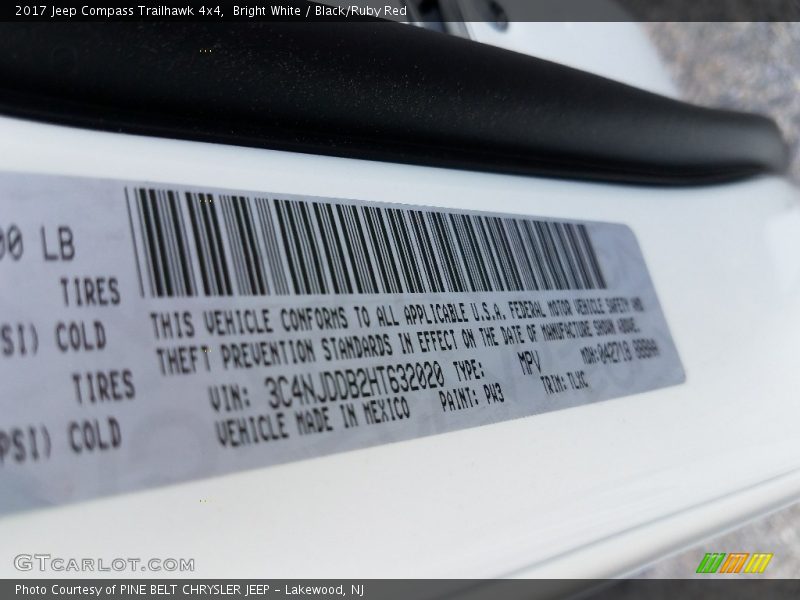 2017 Jeep Compass Trailhawk 4x4, Bright White / Black/Ruby Red
00 LB
TIRES
SI) COLD
TIRES
PSI) COLD
THIS VEHICLE CONFORMS TO ALL APPLICABLE U.S.A. FEDERAL MOTOR VEHICLE SAFETY AND
THEFT PREVENTION STANDARDS IN EFFECT ON THE DATE OF MANUFACTURE SHOWN ABOVE.
VIN: 3C4NJDDB2HT632020 TYPE: MPV
VEHICLE MADE IN MEXICO PAINT: PW3 TRIM: TLXC
GTCARLOT.COM
Photo Courtesy of PINE BELT CHRYSLER JEEP - Lakewood, NJ